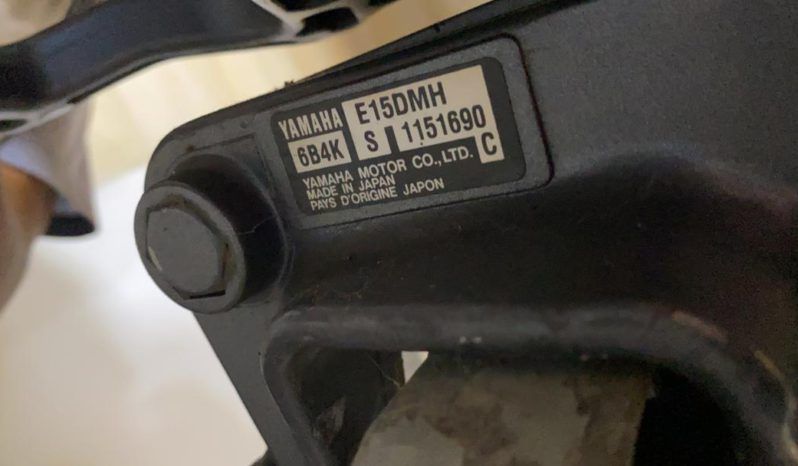 YAMAHA E15DMH
6B4K S 1151690 C
YAMAHA MOTOR CO.,LTD.
MADE IN JAPAN
PAYS D'ORIGINE JAPON